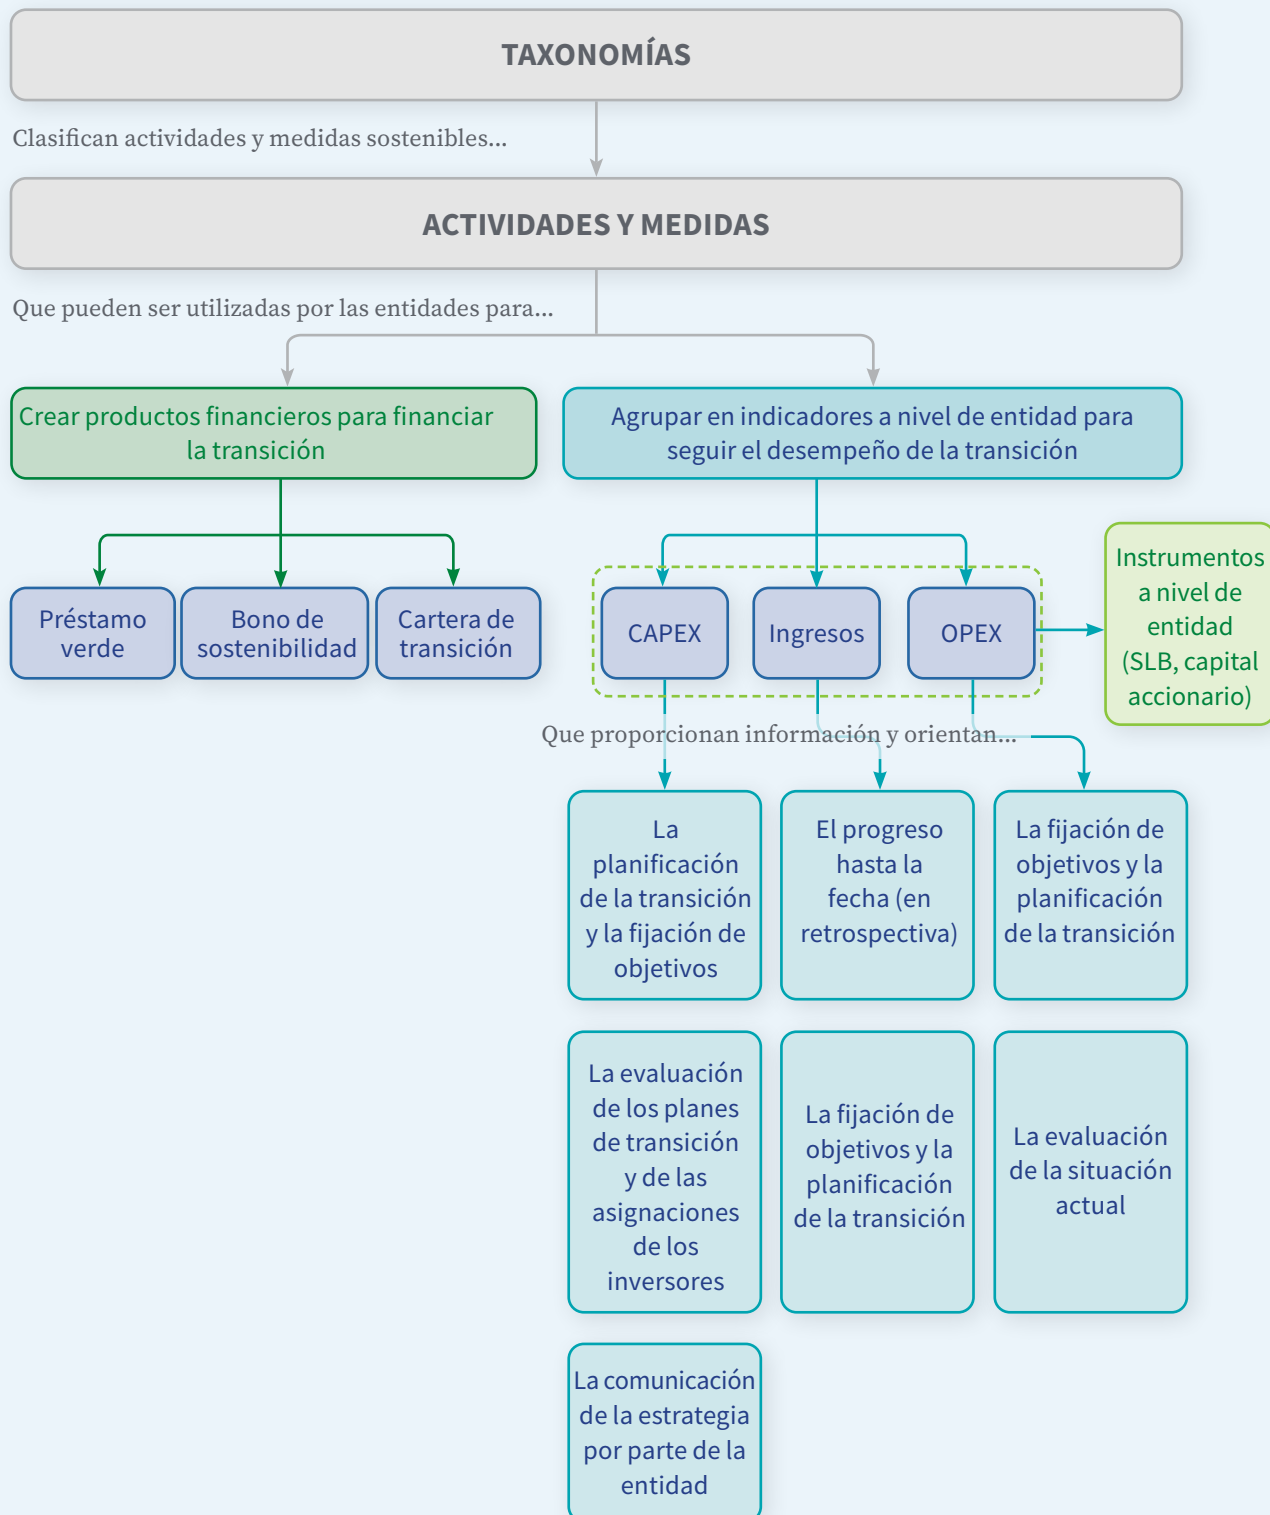 TAXONOMÍAS
Clasifican actividades y medidas sostenibles...
ACTIVIDADES Y MEDIDAS
Que pueden ser utilizadas por las entidades para...
Crear productos financieros para financiar
la transición
Agrupar en indicadores a nivel de entidad para
seguir el desempeño de la transición
Préstamo
verde
Bono de
sostenibilidad
Cartera de
transición
CAPEX
Ingresos
OPEX
Instrumentos
a nivel de
entidad
(SLB, capital
accionario)
Que proporcionan información y orientan...
La
planificación
de la transición
y la fijación de
objetivos
El progreso
hasta la
fecha (en
retrospectiva)
La fijación de
objetivos y la
planificación
de la transición
La evaluación
de los planes
de transición
y de las
asignaciones
de los
inversores
La fijación de
objetivos y la
planificación
de la transición
La evaluación
de la situación
actual
La comunicación
de la estrategia
por parte de la
entidad